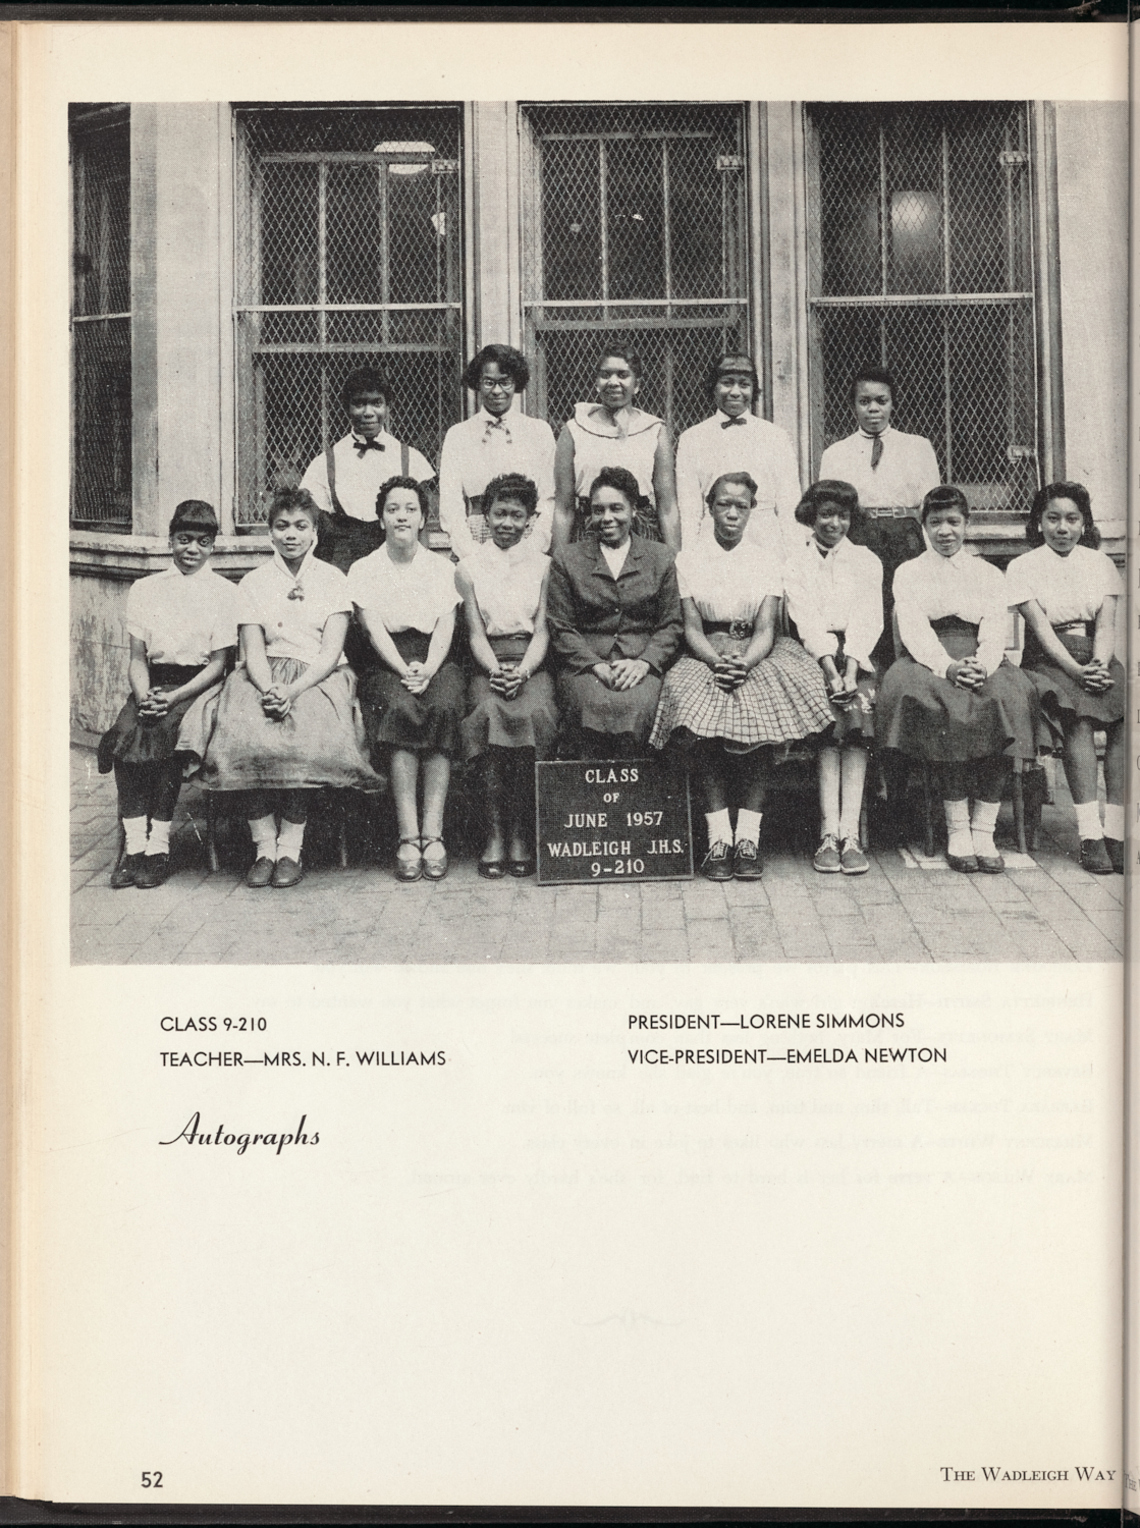 CLASS
OF
JUNE 1957
WADLEIGH J.H.S.
9-210
CLASS 9-210
TEACHER—MRS. N. F. WILLIAMS
PRESIDENT—LORENE SIMMONS
VICE-PRESIDENT—EMELDA NEWTON
Autographs
52
THE WADLEIGH WAY